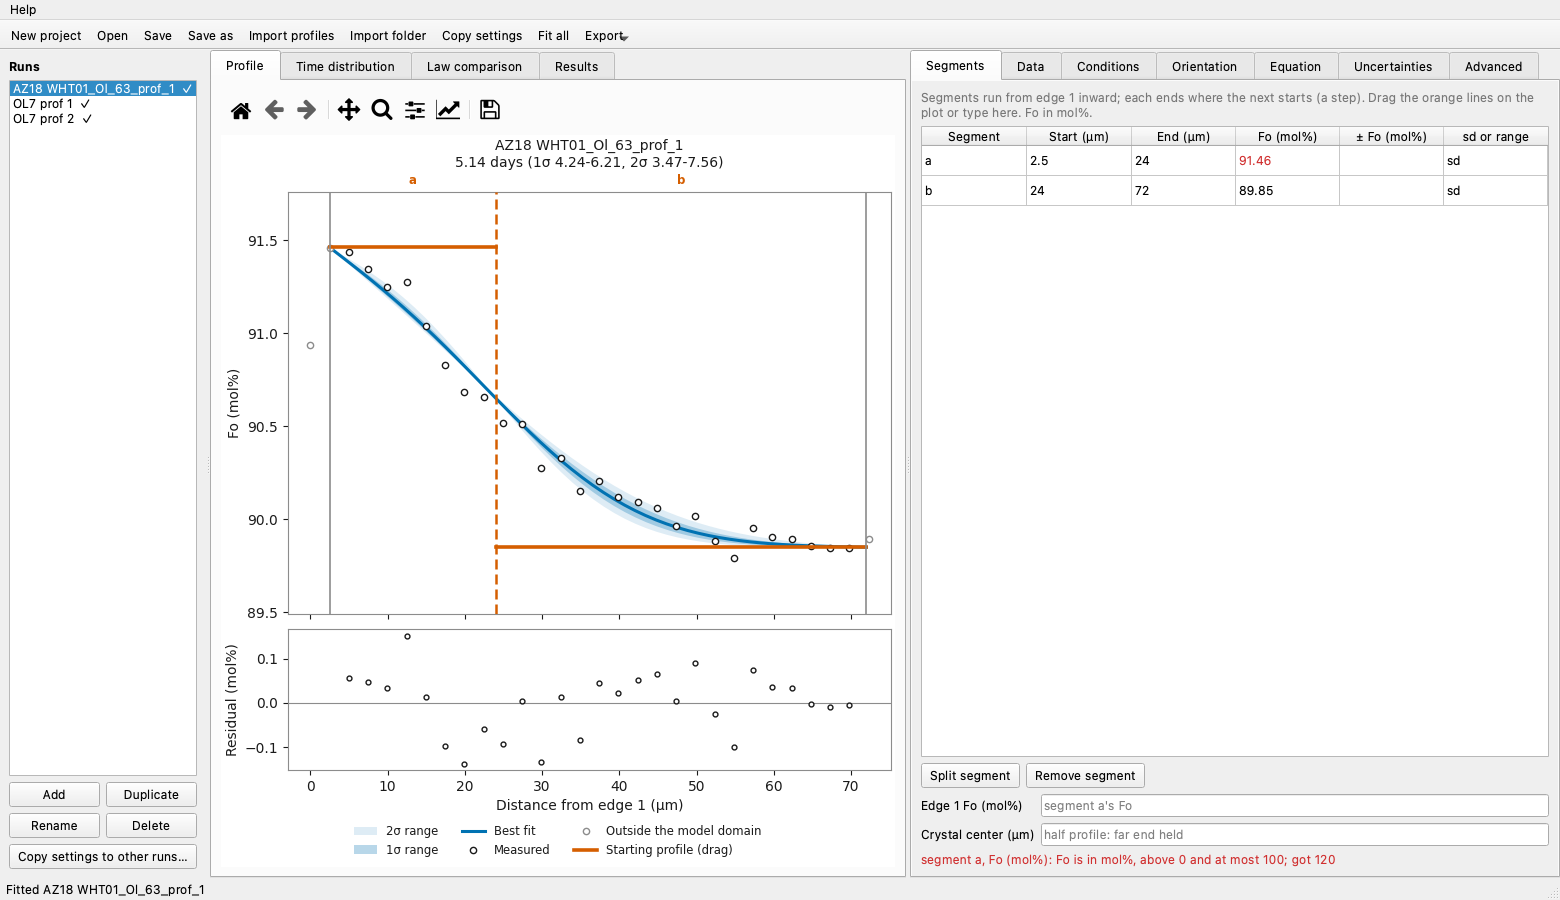 Help
New project Open Save Save as Import profiles Import folder Copy settings Fit all Export
Runs
AZ18 WHT01_Ol_63_prof_1 ✓
OL7 prof 1 ✓
OL7 prof 2 ✓
Add Duplicate
Rename Delete
Copy settings to other runs...
Profile Time distribution Law comparison Results
AZ18 WHT01_Ol_63_prof_1
5.14 days (1σ 4.24-6.21, 2σ 3.47-7.56)
a b
Fo (mol%)
91.5
91.0
90.5
90.0
89.5
Residual (mol%)
0.1
0.0
−0.1
0 10 20 30 40 50 60 70
Distance from edge 1 (μm)
2σ range Best fit Outside the model domain
1σ range Measured Starting profile (drag)
Segments Data Conditions Orientation Equation Uncertainties Advanced
Segments run from edge 1 inward; each ends where the next starts (a step). Drag the orange lines on the
plot or type here. Fo in mol%.
Segment Start (μm) End (μm) Fo (mol%) ± Fo (mol%) sd or range
a 2.5 24 91.46 sd
b 24 72 89.85 sd
Split segment Remove segment
Edge 1 Fo (mol%) segment a's Fo
Crystal center (μm) half profile: far end held
segment a, Fo (mol%): Fo is in mol%, above 0 and at most 100; got 120
Fitted AZ18 WHT01_Ol_63_prof_1